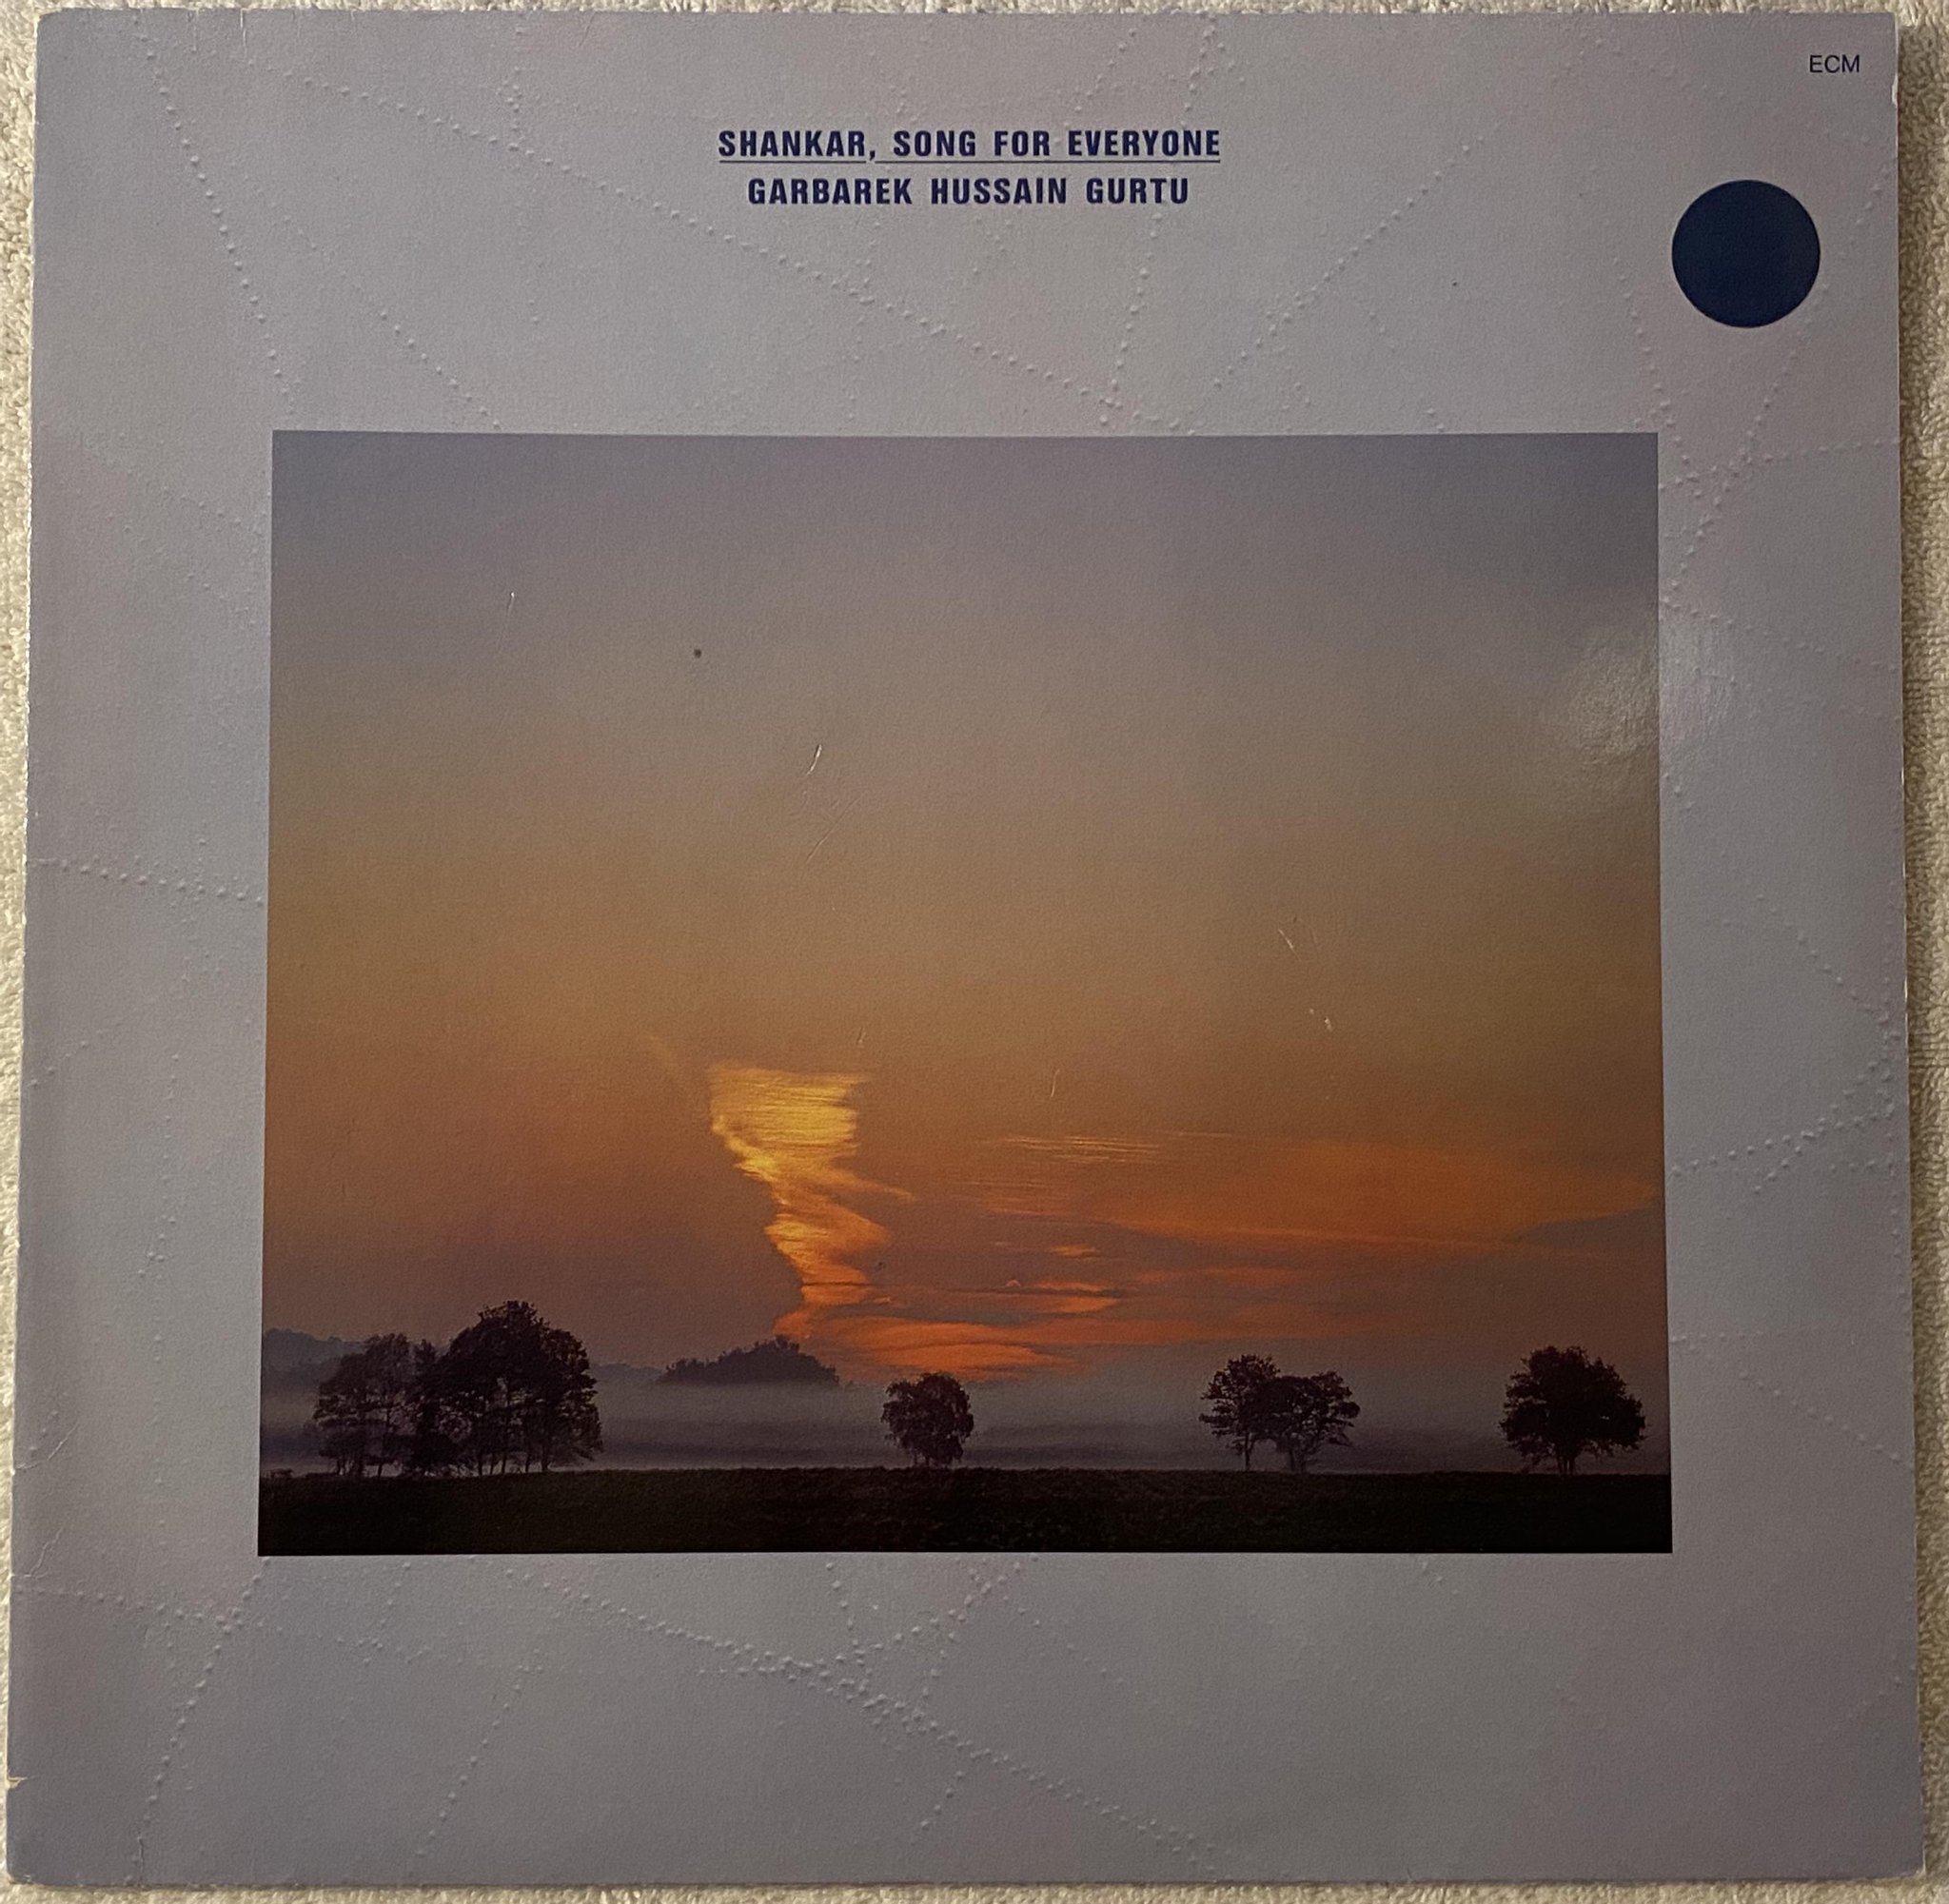 ECM
SHANKAR, SONG FOR EVERYONE
GARBAREK HUSSAIN GURTU